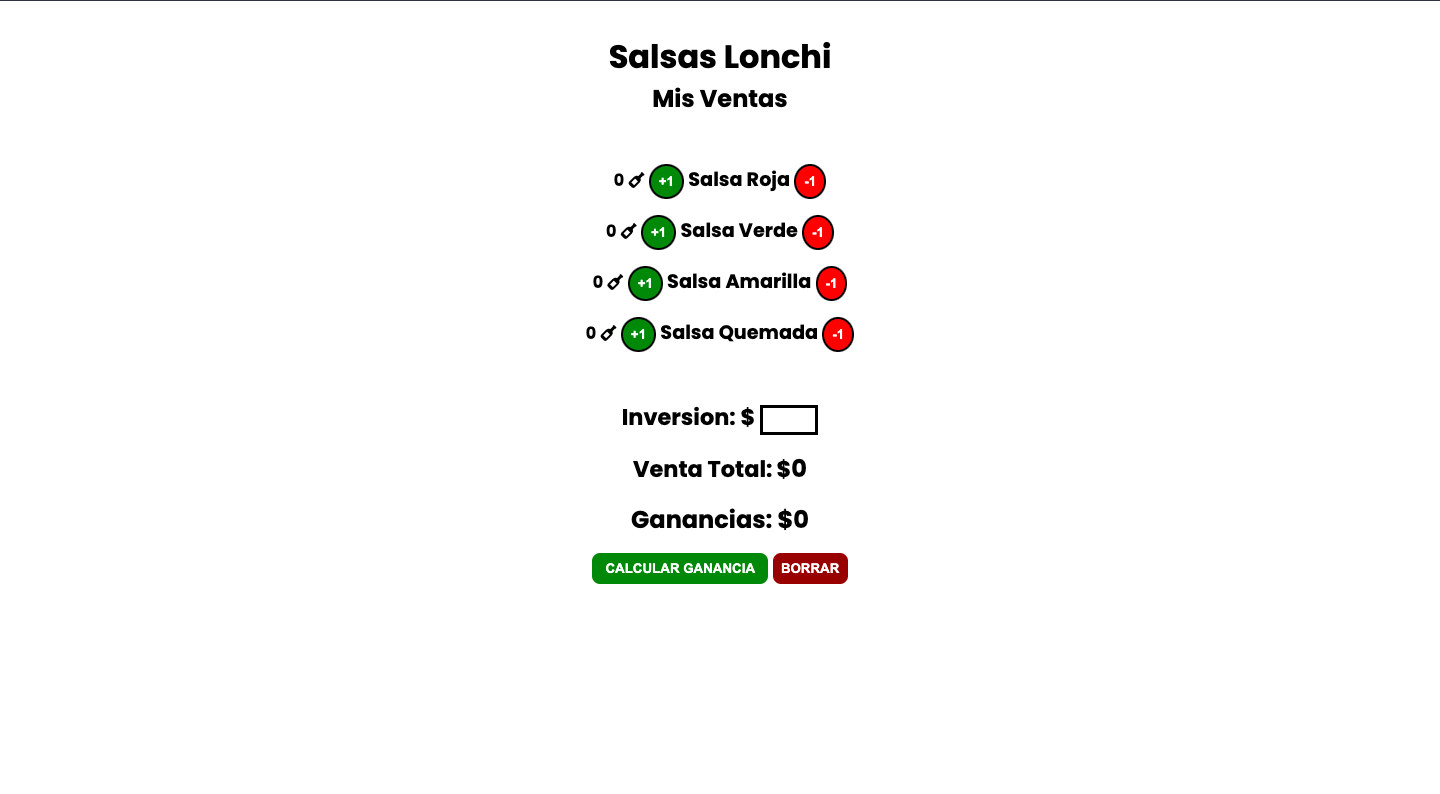 Salsas Lonchi
Mis Ventas
0 +1 Salsa Roja -1
0 +1 Salsa Verde -1
0 +1 Salsa Amarilla -1
0 +1 Salsa Quemada -1
Inversion: $
Venta Total: $0
Ganancias: $0
CALCULAR GANANCIA BORRAR